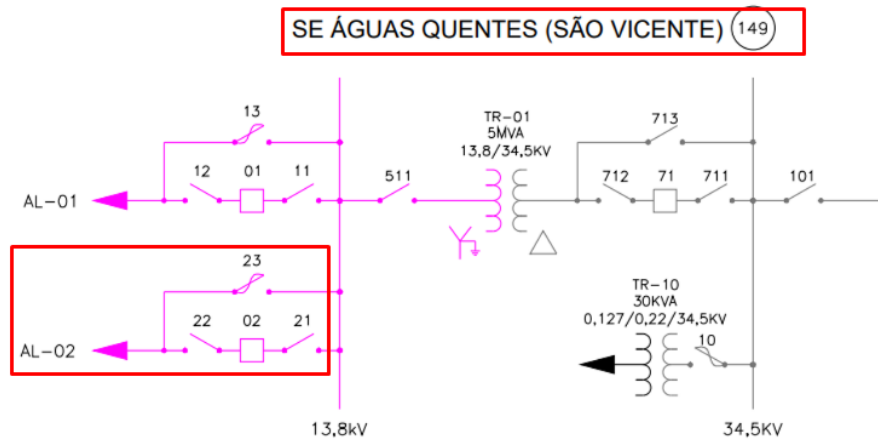 SE ÁGUAS QUENTES (SÃO VICENTE) 149
13
12 01 11
AL-01
511
TR-01
5MVA
13,8/34,5KV
713
712 71 711
101
23
22 02 21
AL-02
TR-10
30KVA
0,127/0,22/34,5KV
10
13,8kV
34,5KV